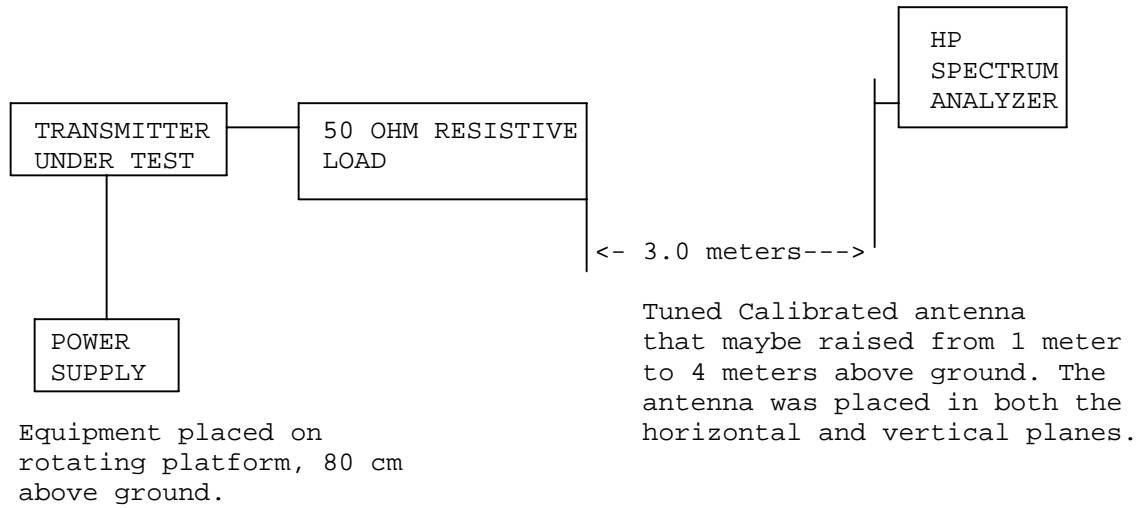 HP
SPECTRUM
ANALYZER
TRANSMITTER
UNDER TEST
50 OHM RESISTIVE
LOAD
<- 3.0 meters--->
POWER
SUPPLY
Tuned Calibrated antenna
that maybe raised from 1 meter
to 4 meters above ground. The
antenna was placed in both the
horizontal and vertical planes.
Equipment placed on
rotating platform, 80 cm
above ground.